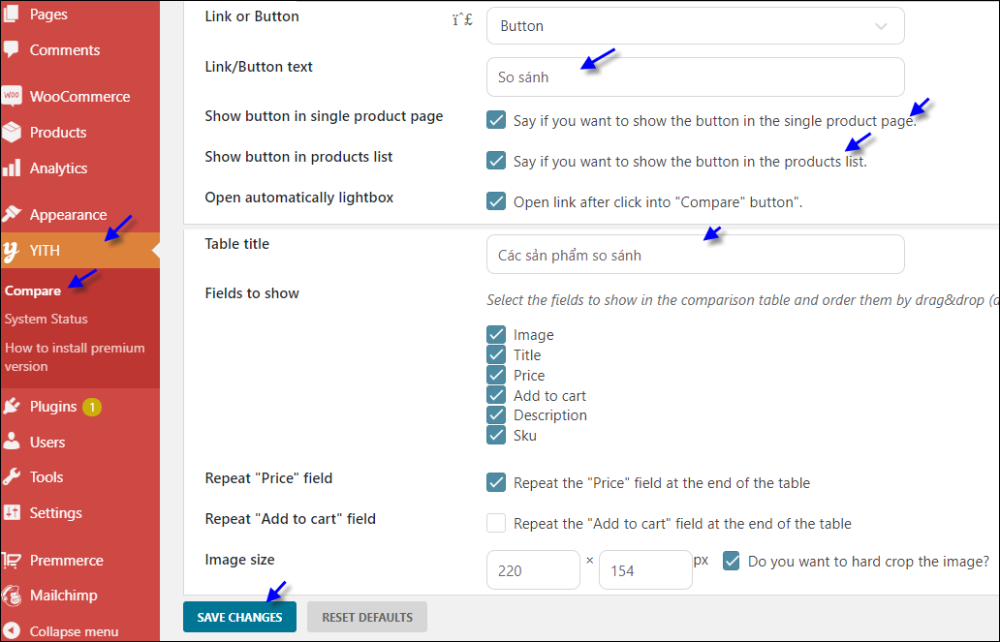 Pages
Comments
WOO
WooCommerce
Products
Analytics
Appearance
YITH
Compare
System Status
How to install premium
version
Plugins 1
Users
Tools
Settings
Premmerce
Mailchimp
Collapse menu
Link or Button ïˆ£ Button
Link/Button text So sánh
Show button in single product page Say if you want to show the button in the single product page.
Show button in products list Say if you want to show the button in the products list.
Open automatically lightbox Open link after click into "Compare" button".
Table title Các sản phẩm so sánh
Fields to show Select the fields to show in the comparison table and order them by drag&drop (a
Image
Title
Price
Add to cart
Description
Sku
Repeat "Price" field Repeat the "Price" field at the end of the table
Repeat "Add to cart" field Repeat the "Add to cart" field at the end of the table
Image size 220 × 154 px Do you want to hard crop the image?
SAVE CHANGES RESET DEFAULTS